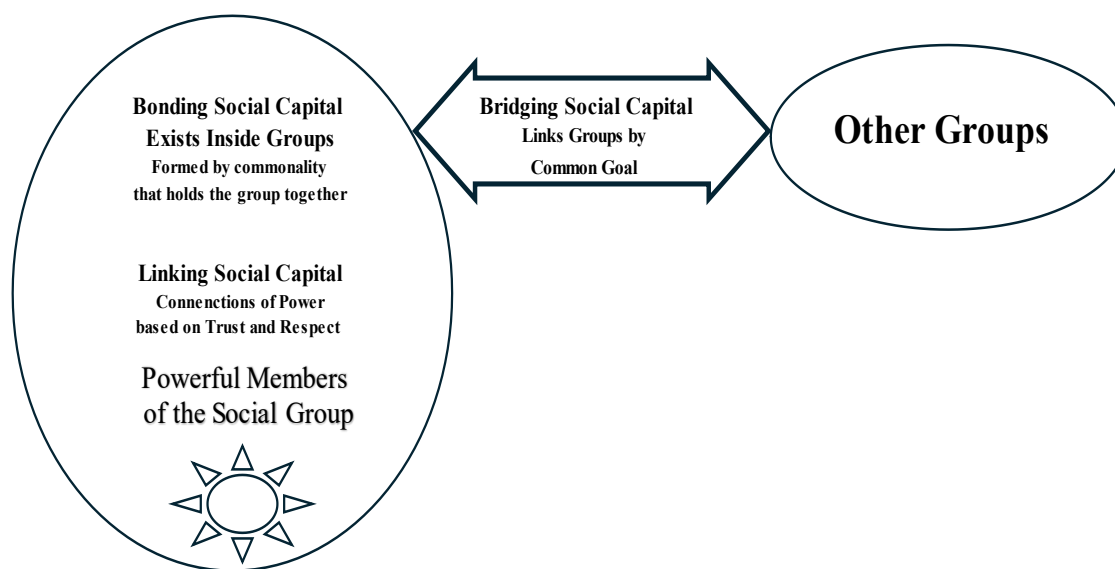 Bonding Social Capital
Exists Inside Groups
Formed by commonality
that holds the group together
Linking Social Capital
Connenctions of Power
based on Trust and Respect
Powerful Members
of the Social Group
Bridging Social Capital
Links Groups by
Common Goal
Other Groups